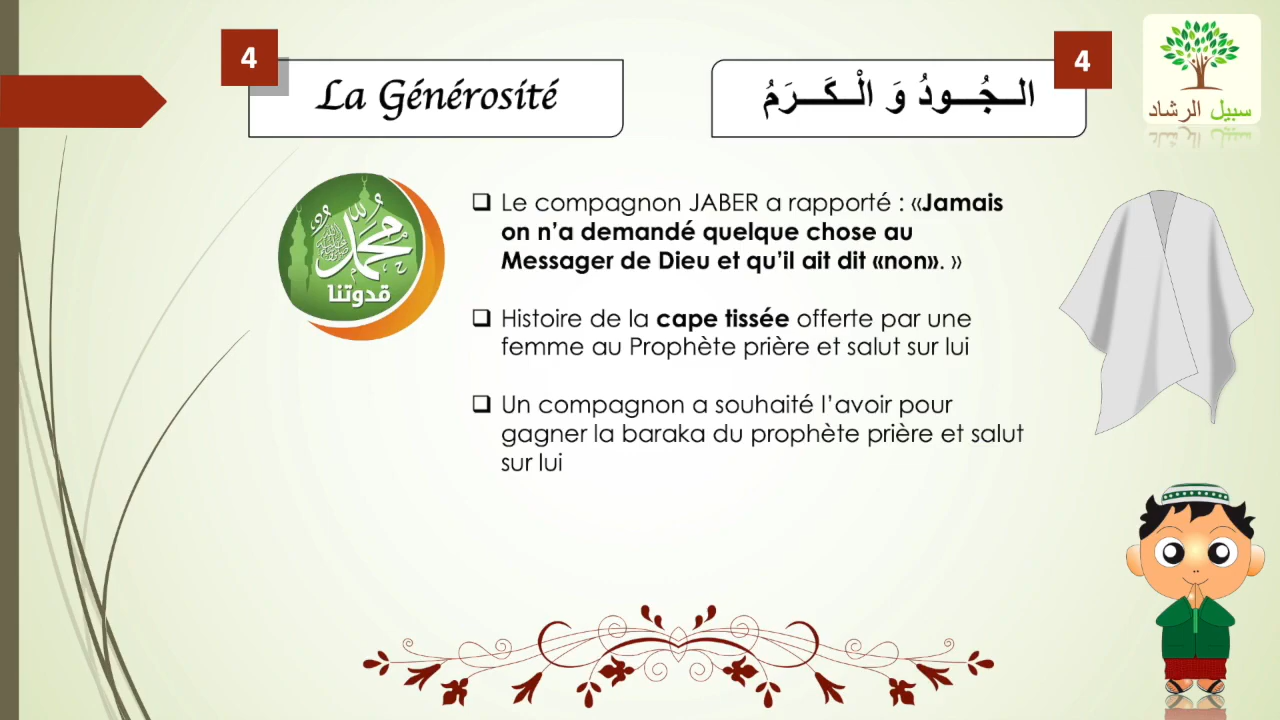 4
La Générosité
4
الـجُـــودُ وَ الْـكَـــرَمُ
سبيل الرشاد
محمد
قدوتنا
❑ Le compagnon JABER a rapporté : «Jamais
on n’a demandé quelque chose au
Messager de Dieu et qu’il ait dit «non». »
❑ Histoire de la cape tissée offerte par une
femme au Prophète prière et salut sur lui
❑ Un compagnon a souhaité l’avoir pour
gagner la baraka du prophète prière et salut
sur lui